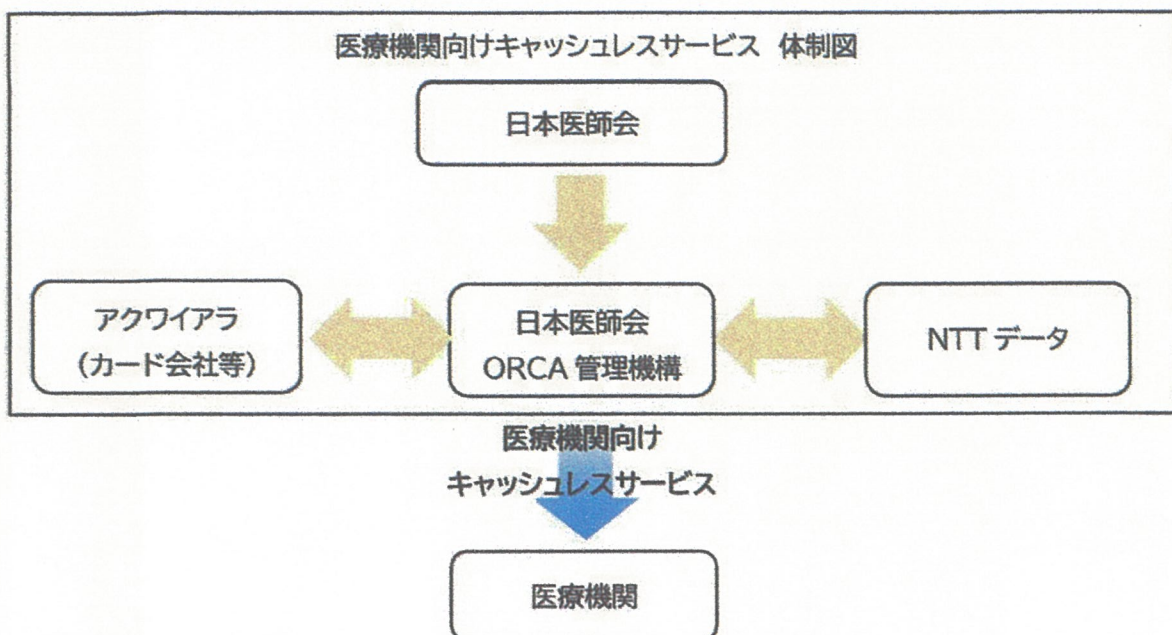 医療機関向けキャッシュレスサービス 体制図
日本医師会
アクワイアラ
（カード会社等）
日本医師会
ORCA 管理機構
NTT データ
医療機関向け
キャッシュレスサービス
医療機関